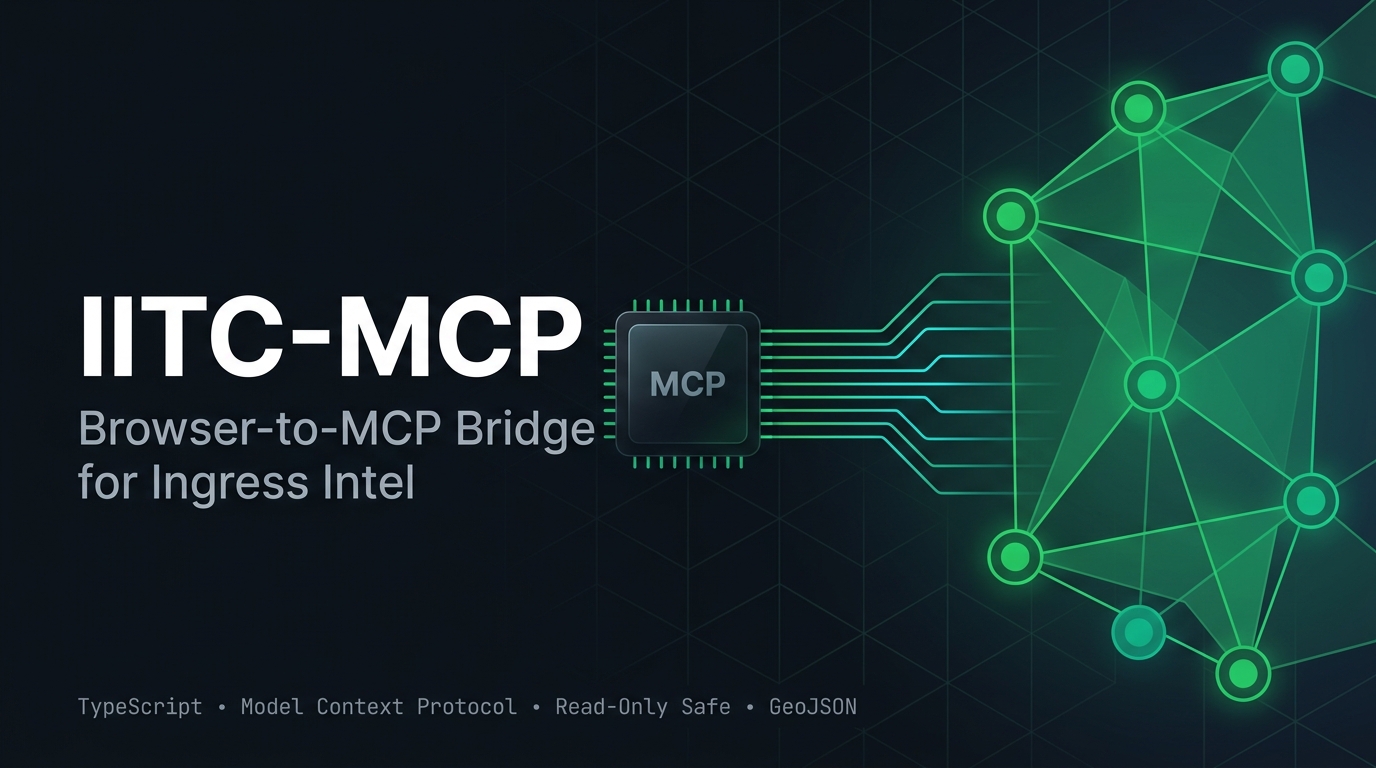 IITC-MCP
Browser-to-MCP Bridge
for Ingress Intel
MCP
TypeScript • Model Context Protocol • Read-Only Safe • GeoJSON